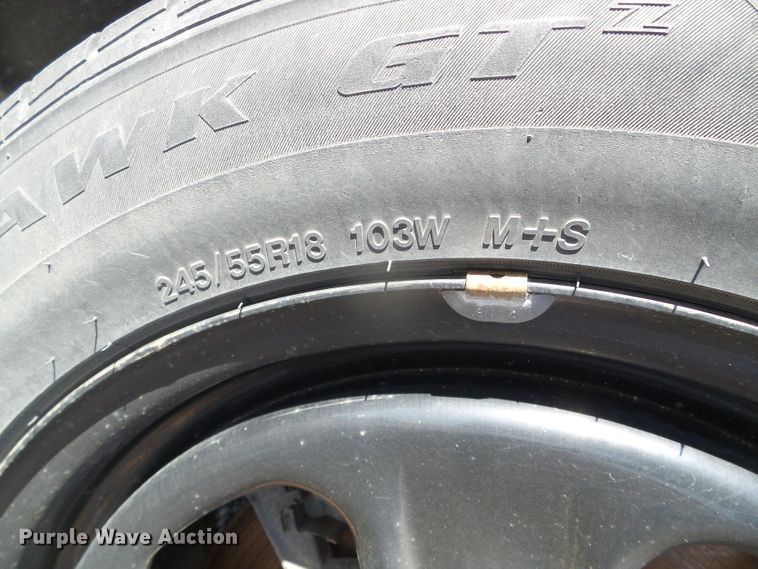 AWK GT Z
245/55R18 103W M+S
Purple Wave Auction